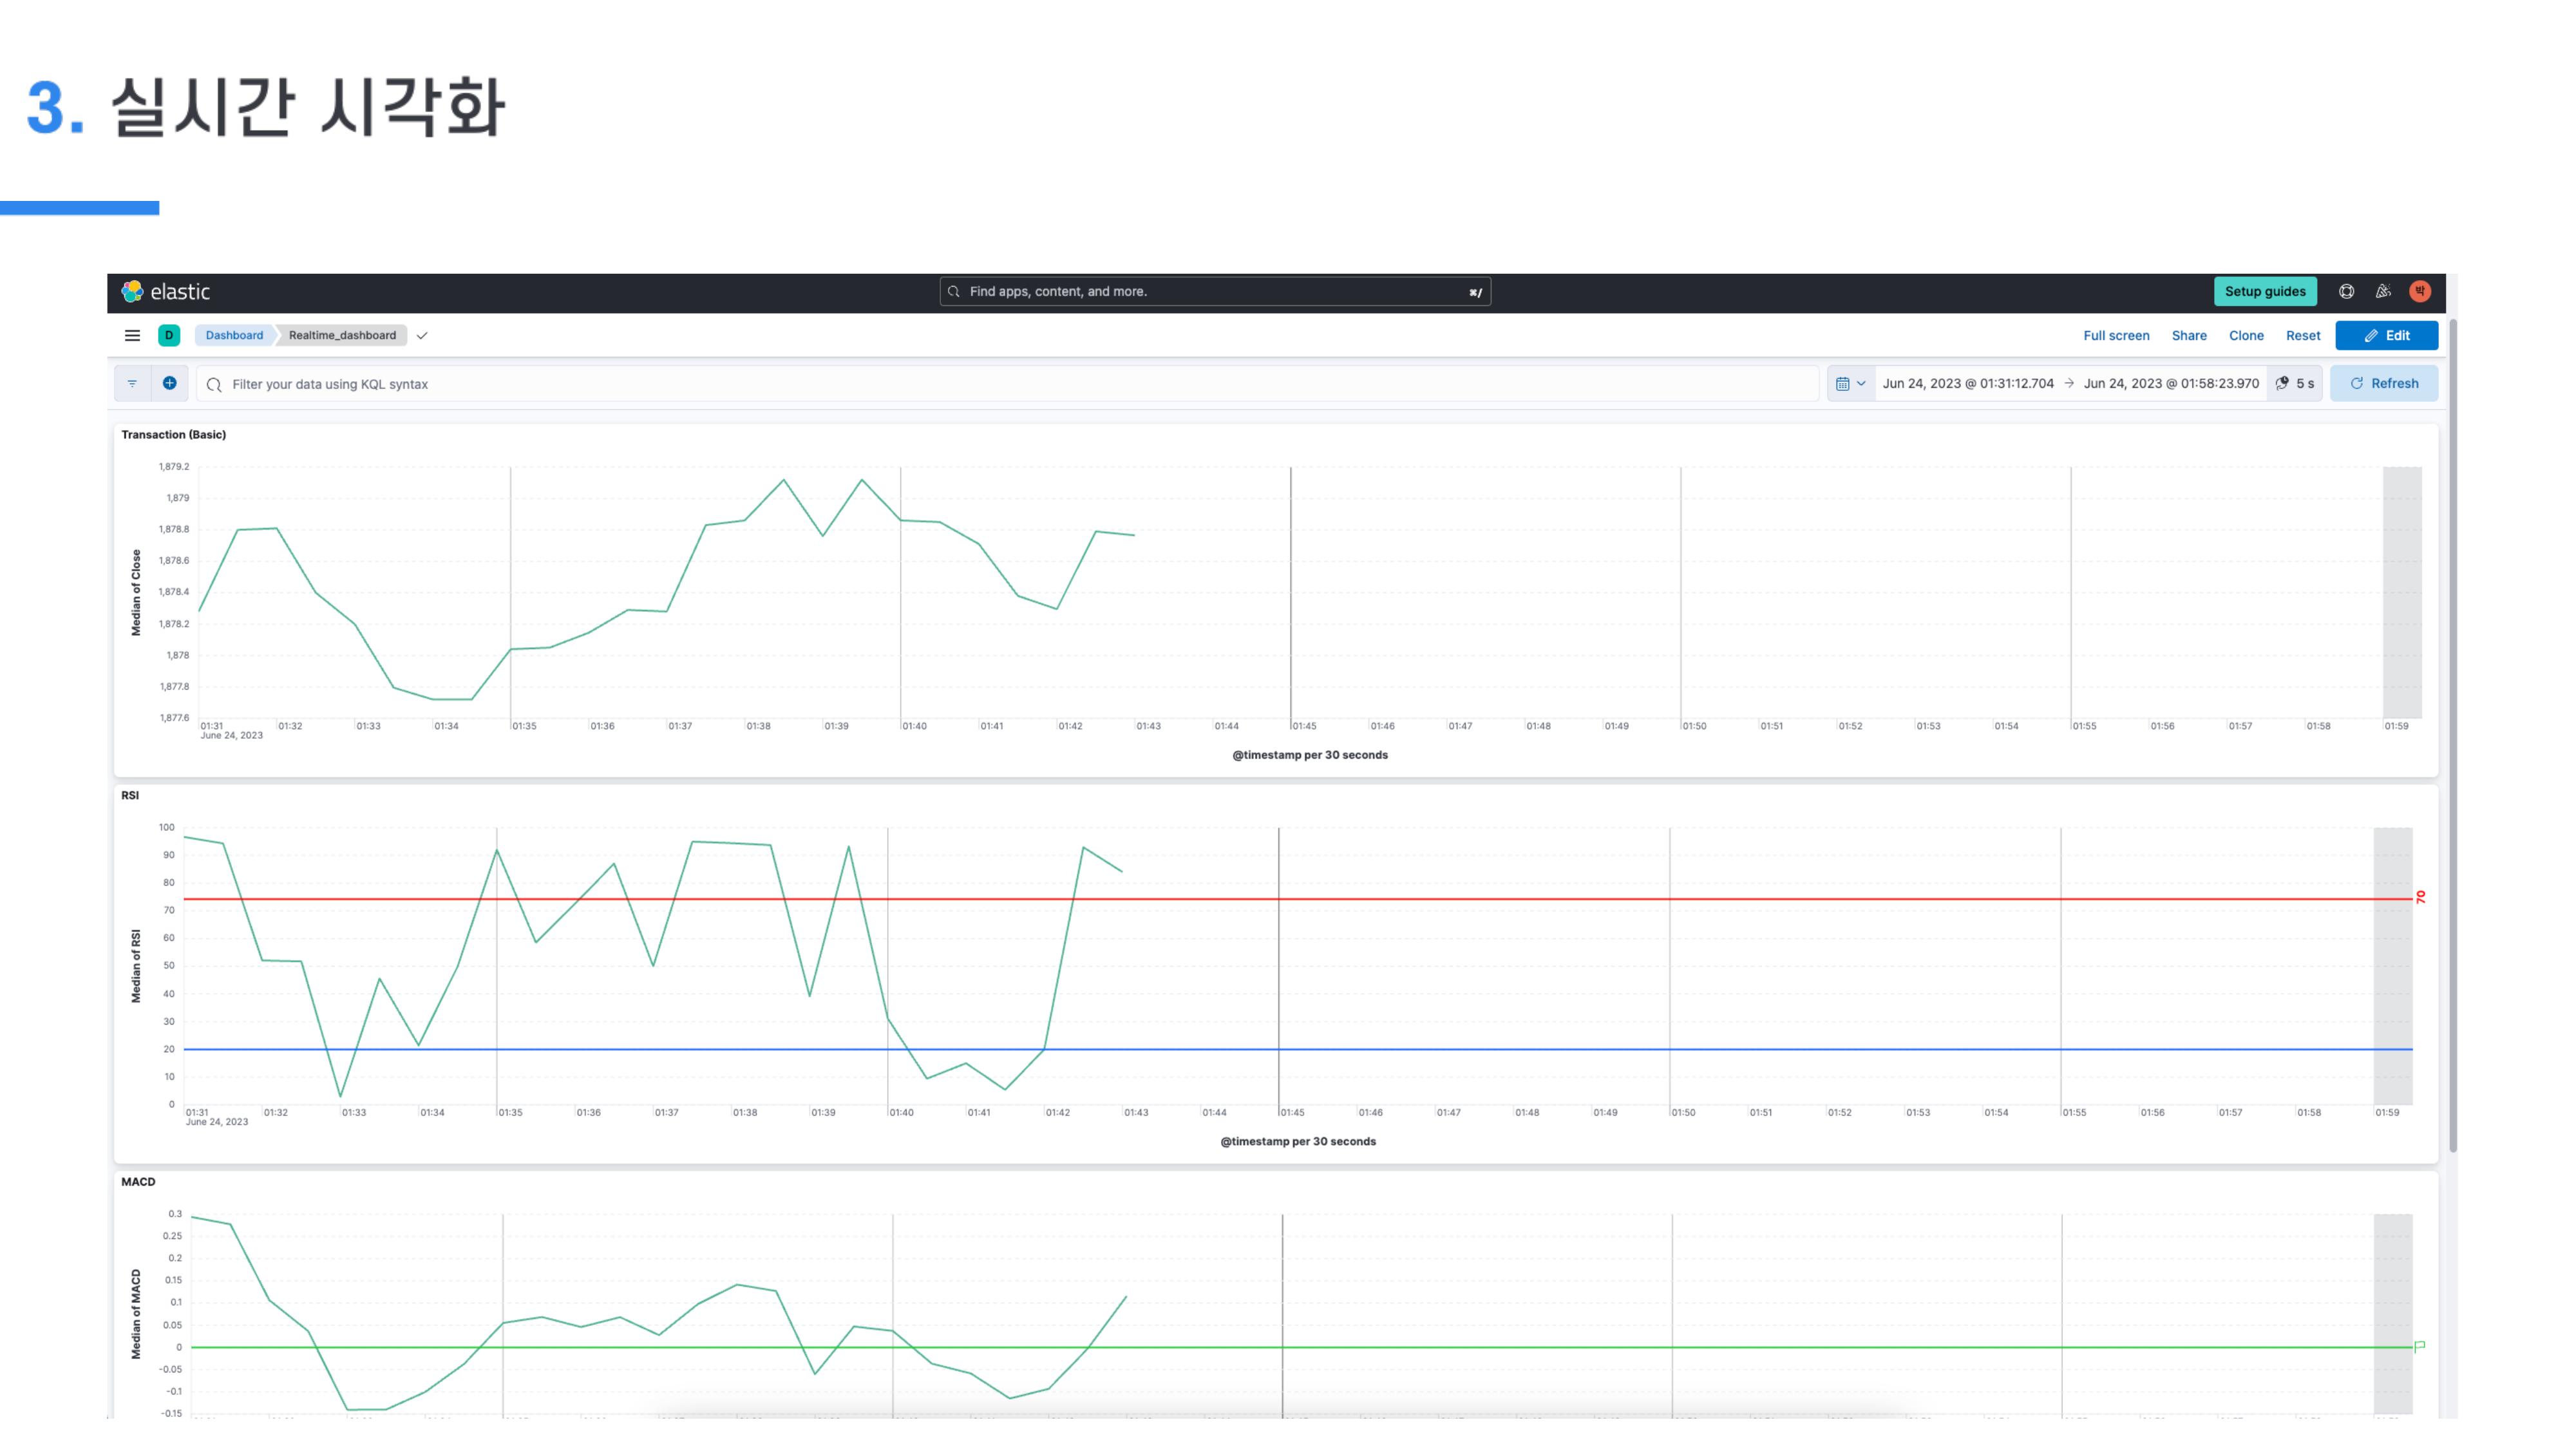 3. 실시간 시각화
elastic
Find apps, content, and more.
⌘/
Setup guides
박
D
Dashboard
Realtime_dashboard
Full screen
Share
Clone
Reset
Edit
Filter your data using KQL syntax
Jun 24, 2023 @ 01:31:12.704 → Jun 24, 2023 @ 01:58:23.970
5 s
Refresh
Transaction (Basic)
Median of Close
1,879.2
1,879
1,878.8
1,878.6
1,878.4
1,878.2
1,878
1,877.8
1,877.6
01:31 01:32 01:33 01:34 01:35 01:36 01:37 01:38 01:39 01:40 01:41 01:42 01:43 01:44 01:45 01:46 01:47 01:48 01:49 01:50 01:51 01:52 01:53 01:54 01:55 01:56 01:57 01:58 01:59
June 24, 2023
@timestamp per 30 seconds
RSI
Median of RSI
100
90
80
70
60
50
40
30
20
10
0
70
01:31 01:32 01:33 01:34 01:35 01:36 01:37 01:38 01:39 01:40 01:41 01:42 01:43 01:44 01:45 01:46 01:47 01:48 01:49 01:50 01:51 01:52 01:53 01:54 01:55 01:56 01:57 01:58 01:59
June 24, 2023
@timestamp per 30 seconds
MACD
Median of MACD
0.3
0.25
0.2
0.15
0.1
0.05
0
-0.05
-0.1
-0.15